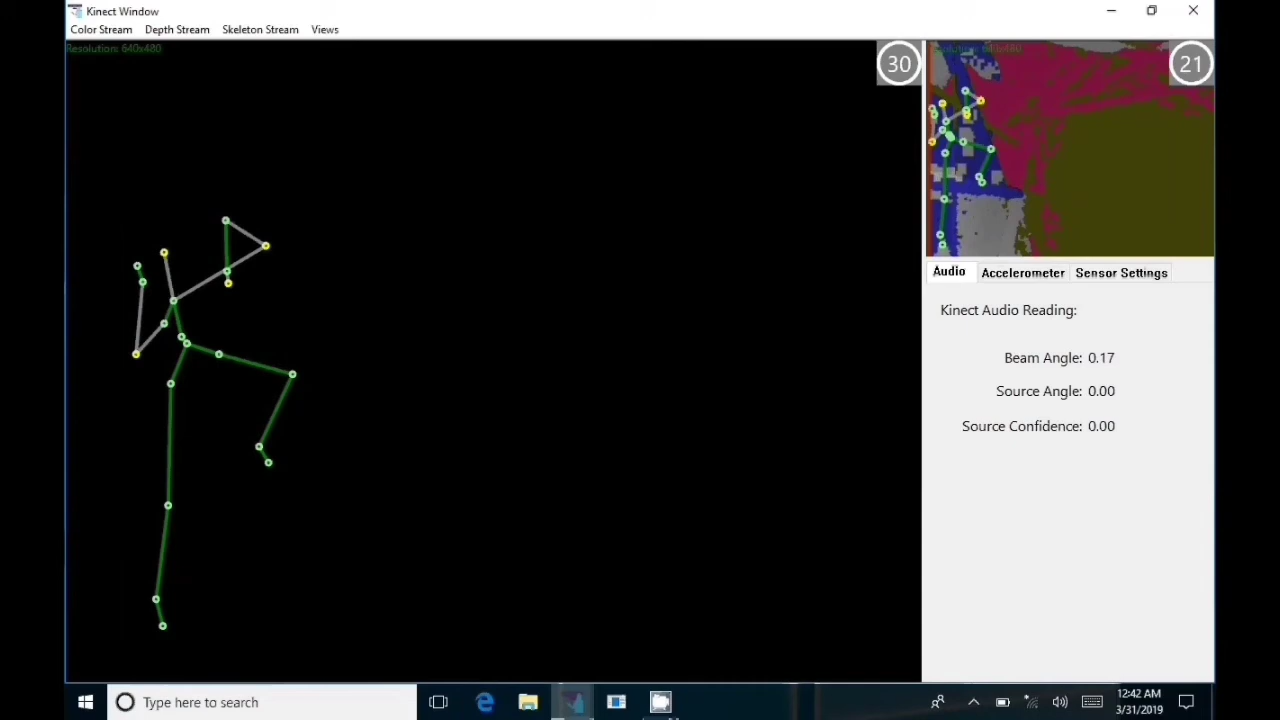 Kinect Window
Color Stream Depth Stream Skeleton Stream Views
Resolution: 640x480
30
21
Audio Accelerometer Sensor Settings
Kinect Audio Reading:
Beam Angle: 0.17
Source Angle: 0.00
Source Confidence: 0.00
Type here to search
12:42 AM
3/31/2019